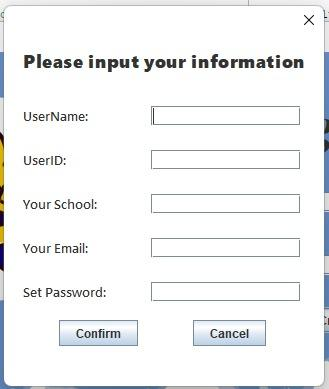 Please input your information
UserName:
UserID:
Your School:
Your Email:
Set Password:
Confirm Cancel